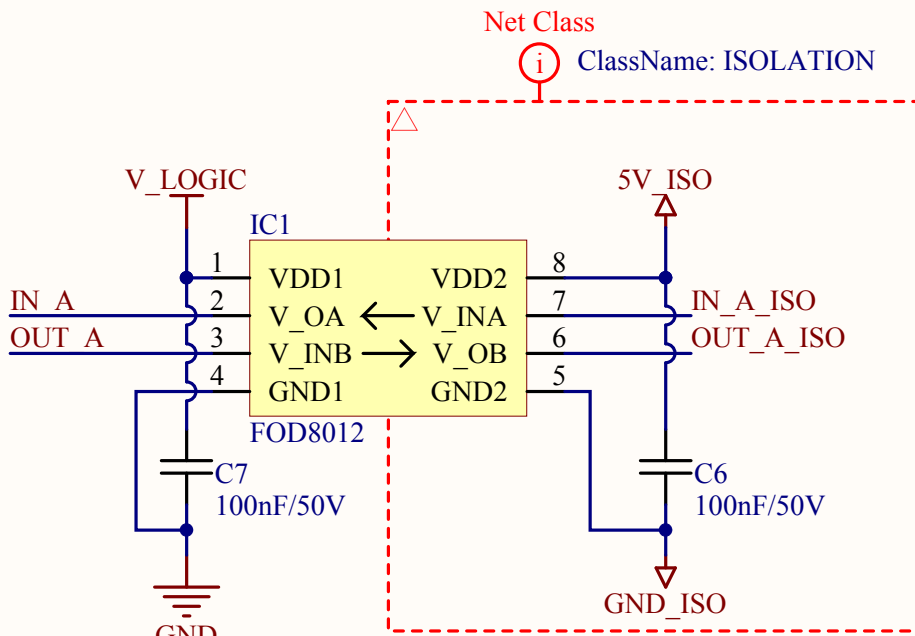 Net Class
i ClassName: ISOLATION
V_LOGIC
5V_ISO
IC1
1 VDD1 VDD2 8
IN_A 2 V_OA V_INA 7 IN_A_ISO
OUT_A 3 V_INB V_OB 6 OUT_A_ISO
4 GND1 GND2 5
FOD8012
C7
100nF/50V
C6
100nF/50V
GND_ISO
GND